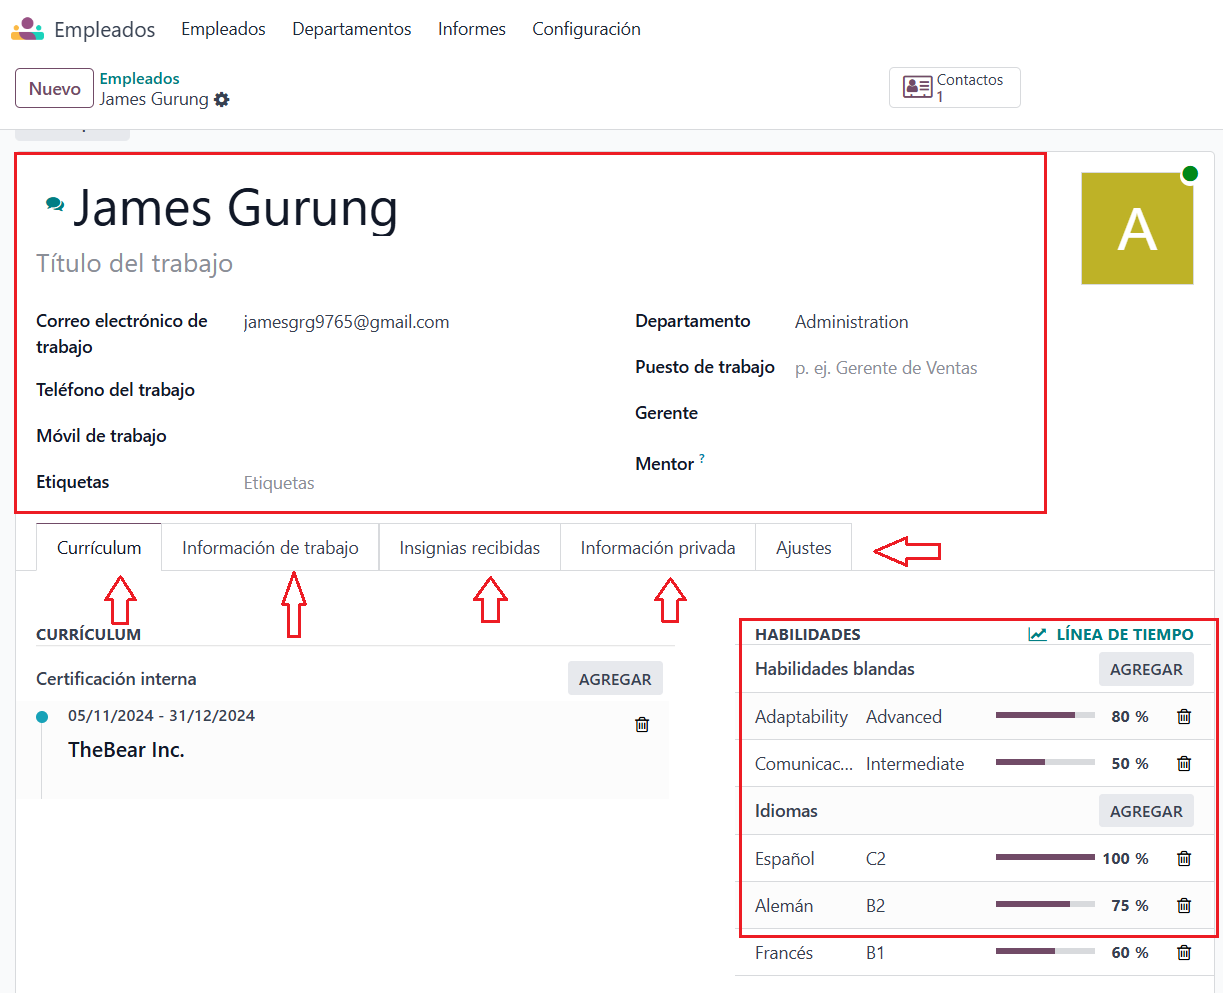 Empleados Empleados Departamentos Informes Configuración
Nuevo
Empleados
James Gurung
Contactos
1
James Gurung
A
Título del trabajo
Correo electrónico de trabajo jamesgrg9765@gmail.com
Teléfono del trabajo
Móvil de trabajo
Etiquetas Etiquetas
Departamento Administration
Puesto de trabajo p. ej. Gerente de Ventas
Gerente
Mentor ?
Currículum Información de trabajo Insignias recibidas Información privada Ajustes
CURRÍCULUM
Certificación interna AGREGAR
05/11/2024 - 31/12/2024
TheBear Inc.
HABILIDADES LÍNEA DE TIEMPO
Habilidades blandas AGREGAR
Adaptability Advanced 80 %
Comunicac... Intermediate 50 %
Idiomas AGREGAR
Español C2 100 %
Alemán B2 75 %
Francés B1 60 %